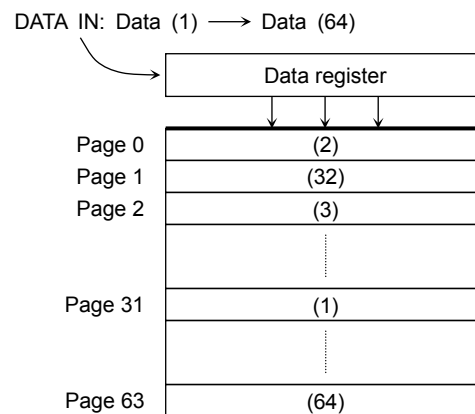 DATA IN: Data (1) ⟶ Data (64)
Data register
Page 0 (2)
Page 1 (32)
Page 2 (3)
Page 31 (1)
Page 63 (64)